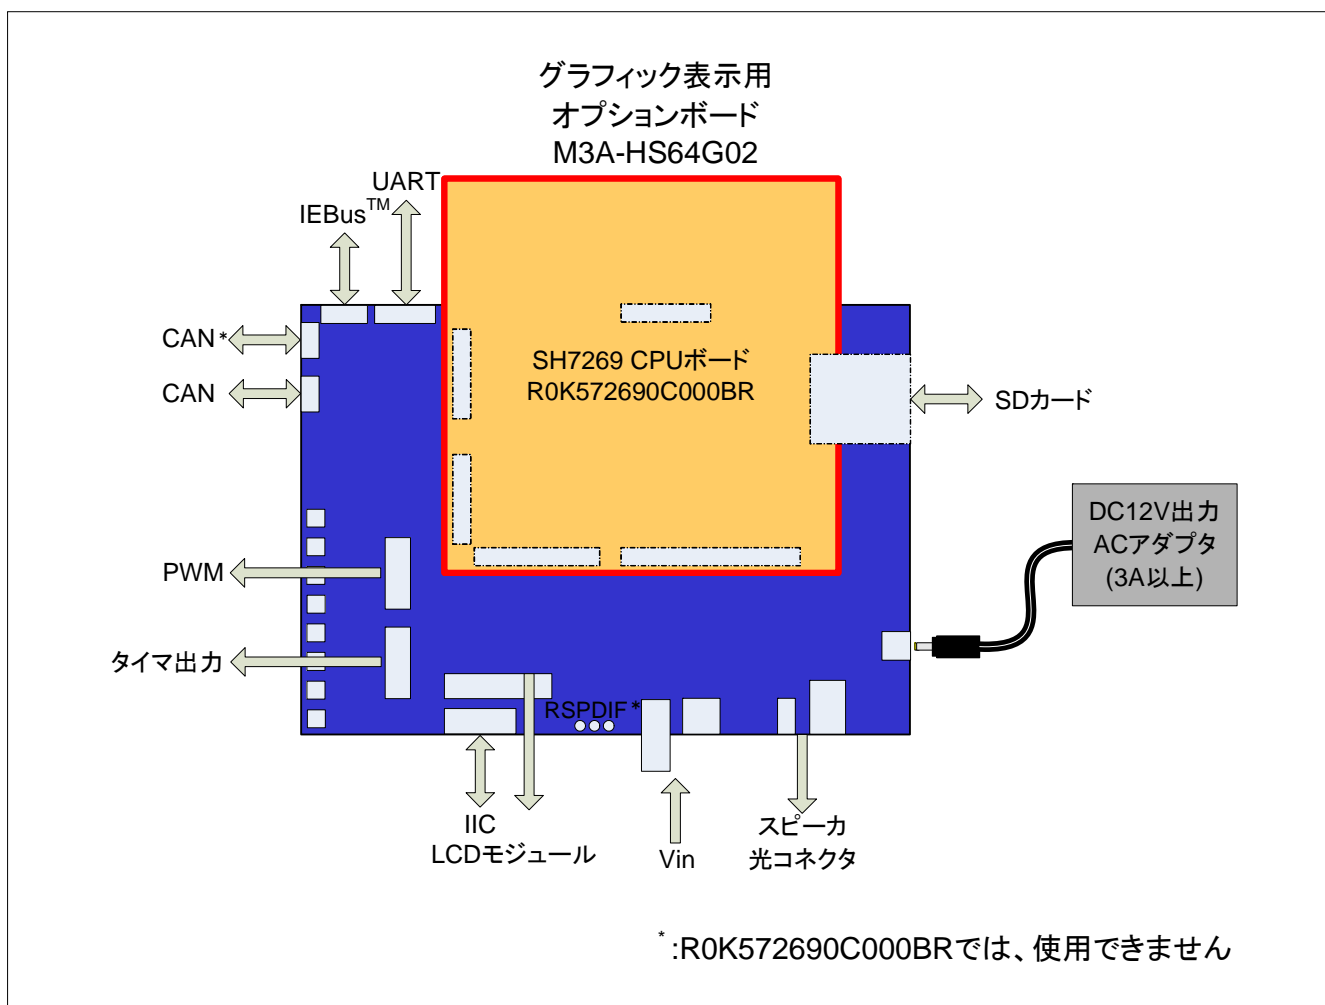 グラフィック表示用
オプションボード
M3A-HS64G02
UART
IEBus™
CAN*
CAN
SH7269 CPUボード
R0K572690C000BR
SDカード
DC12V出力
ACアダプタ
(3A以上)
PWM
タイマ出力
RSPDIF*
IIC
LCDモジュール
Vin
スピーカ
光コネクタ
*:R0K572690C000BRでは、使用できません